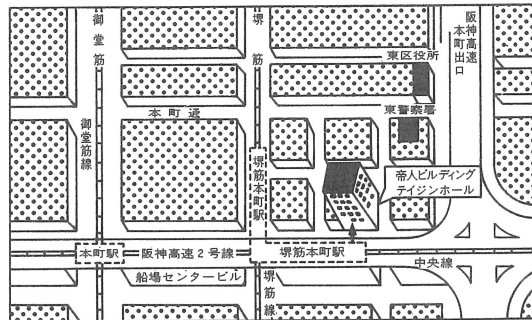 御堂筋
堺筋
阪神高速
本町出口
東区役所
本町通
東警察署
御堂筋線
堺筋本町駅
帝人ビルディング
テイジンホール
本町駅
阪神高速2号線
堺筋本町駅
中央線
船場センタービル
堺筋線